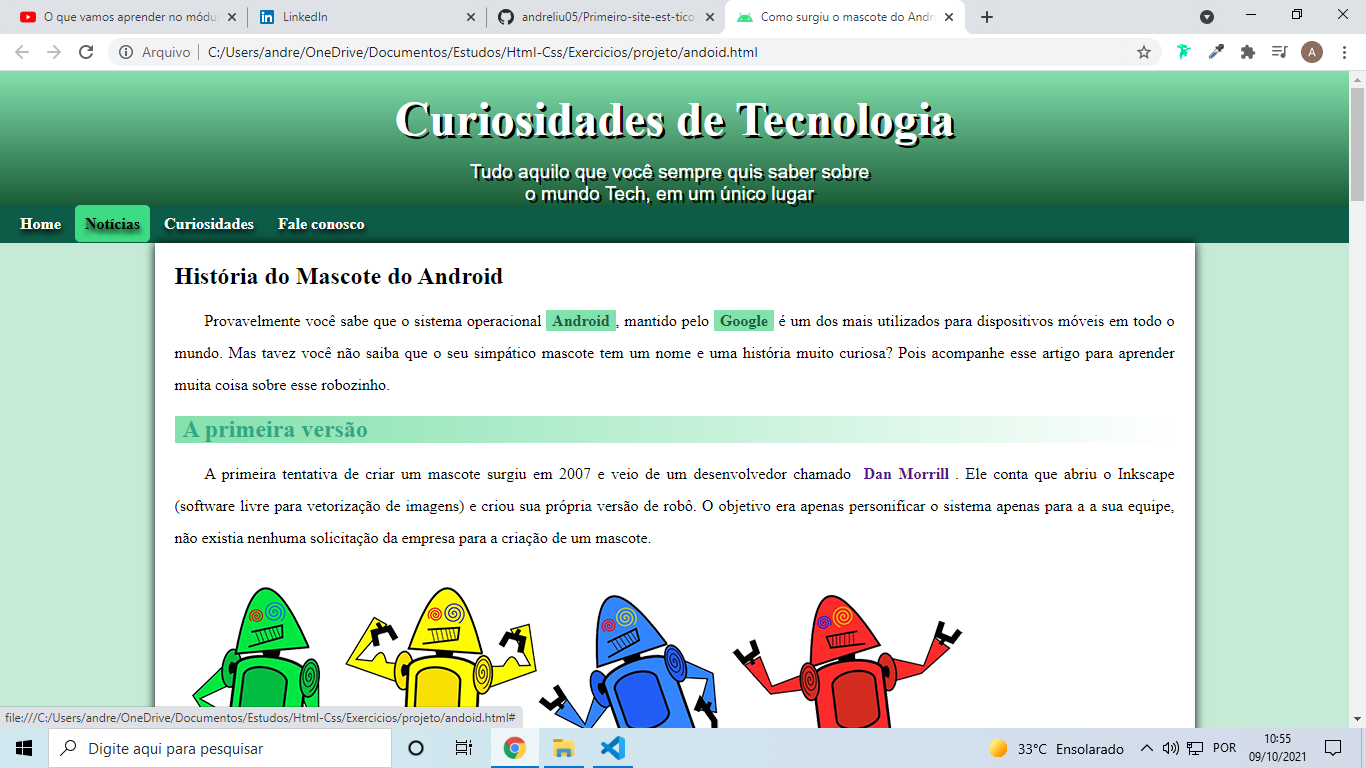 O que vamos aprender no módul
LinkedIn
andreliu05/Primeiro-site-est-tico
Como surgiu o mascote do Andr
Arquivo
C:/Users/andre/OneDrive/Documentos/Estudos/Html-Css/Exercicios/projeto/andoid.html
A
Curiosidades de Tecnologia
Tudo aquilo que você sempre quis saber sobre
o mundo Tech, em um único lugar
Home Notícias Curiosidades Fale conosco
História do Mascote do Android
Provavelmente você sabe que o sistema operacional Android , mantido pelo Google é um dos mais utilizados para dispositivos móveis em todo o
mundo. Mas tavez você não saiba que o seu simpático mascote tem um nome e uma história muito curiosa? Pois acompanhe esse artigo para aprender
muita coisa sobre esse robozinho.
A primeira versão
A primeira tentativa de criar um mascote surgiu em 2007 e veio de um desenvolvedor chamado Dan Morrill . Ele conta que abriu o Inkscape
(software livre para vetorização de imagens) e criou sua própria versão de robô. O objetivo era apenas personificar o sistema apenas para a a sua equipe,
não existia nenhuma solicitação da empresa para a criação de um mascote.
file:///C:/Users/andre/OneDrive/Documentos/Estudos/Html-Css/Exercicios/projeto/andoid.html#
Digite aqui para pesquisar
33°C Ensolarado
POR
10:55
09/10/2021